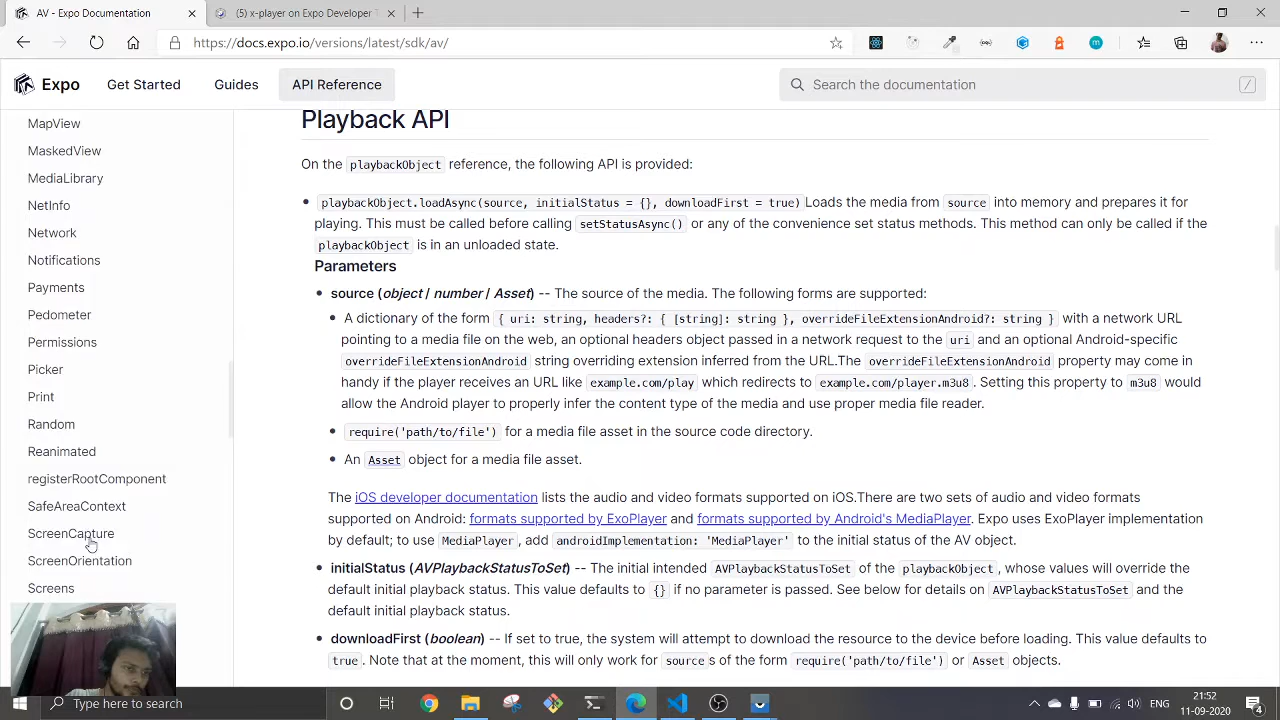 AV - Expo Documentation
(5) x-player on Expo Developer T
https://docs.expo.io/versions/latest/sdk/av/
Expo
Get Started
Guides
API Reference
Search the documentation
/
MapView
MaskedView
MediaLibrary
NetInfo
Network
Notifications
Payments
Pedometer
Permissions
Picker
Print
Random
Reanimated
registerRootComponent
SafeAreaContext
ScreenCapture
ScreenOrientation
Screens
Playback API
On the playbackObject reference, the following API is provided:
playbackObject.loadAsync(source, initialStatus = {}, downloadFirst = true) Loads the media from source into memory and prepares it for
playing. This must be called before calling setStatusAsync() or any of the convenience set status methods. This method can only be called if the
playbackObject is in an unloaded state.
Parameters
source (object / number / Asset) -- The source of the media. The following forms are supported:
A dictionary of the form { uri: string, headers?: { [string]: string }, overrideFileExtensionAndroid?: string } with a network URL
pointing to a media file on the web, an optional headers object passed in a network request to the uri and an optional Android-specific
overrideFileExtensionAndroid string overriding extension inferred from the URL.The overrideFileExtensionAndroid property may come in
handy if the player receives an URL like example.com/play which redirects to example.com/player.m3u8. Setting this property to m3u8 would
allow the Android player to properly infer the content type of the media and use proper media file reader.
require('path/to/file') for a media file asset in the source code directory.
An Asset object for a media file asset.
The iOS developer documentation lists the audio and video formats supported on iOS.There are two sets of audio and video formats
supported on Android: formats supported by ExoPlayer and formats supported by Android's MediaPlayer. Expo uses ExoPlayer implementation
by default; to use MediaPlayer, add androidImplementation: 'MediaPlayer' to the initial status of the AV object.
initialStatus (AVPlaybackStatusToSet) -- The initial intended AVPlaybackStatusToSet of the playbackObject, whose values will override the
default initial playback status. This value defaults to {} if no parameter is passed. See below for details on AVPlaybackStatusToSet and the
default initial playback status.
downloadFirst (boolean) -- If set to true, the system will attempt to download the resource to the device before loading. This value defaults to
true. Note that at the moment, this will only work for sources of the form require('path/to/file') or Asset objects.
Type here to search
ENG
21:52
11-09-2020
4